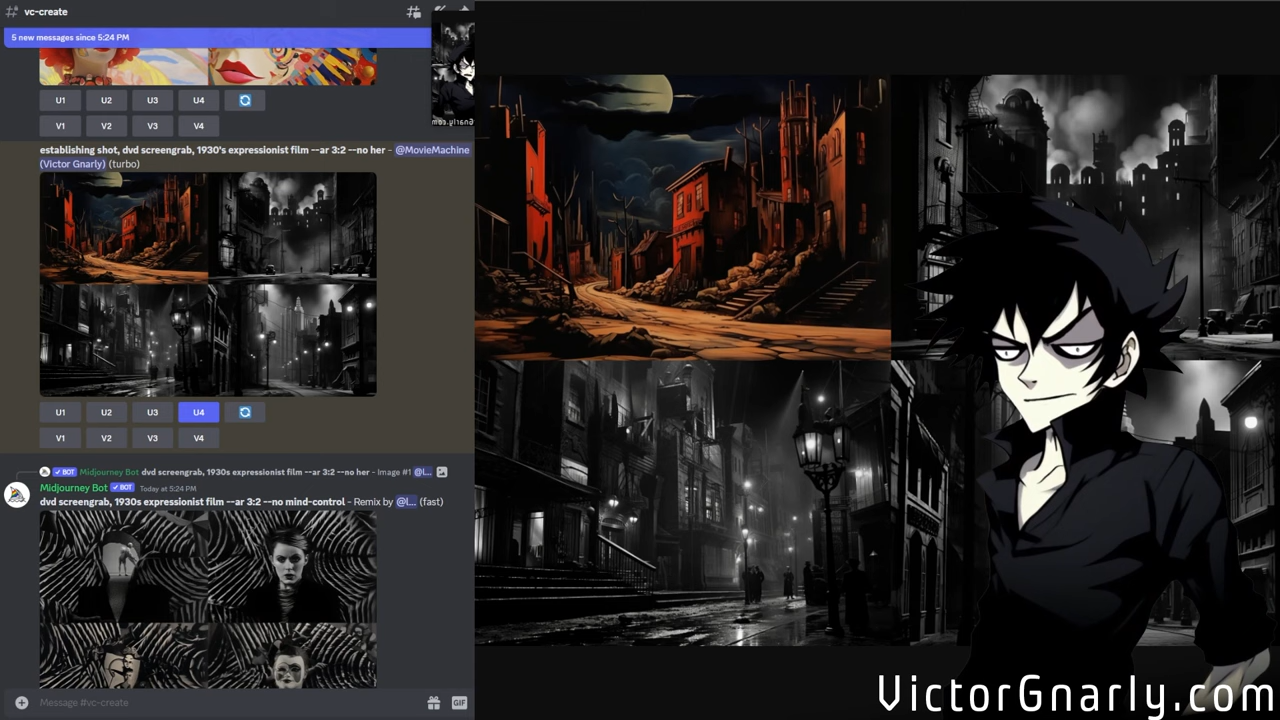 vc-create
5 new messages since 5:24 PM
U1 U2 U3 U4
V1 V2 V3 V4
establishing shot, dvd screengrab, 1930's expressionist film --ar 3:2 --no her - @MovieMachine
(Victor Gnarly) (turbo)
U1 U2 U3 U4
V1 V2 V3 V4
BOT Midjourney Bot dvd screengrab, 1930s expressionist film --ar 3:2 --no her - Image #1 @l...
Midjourney Bot BOT Today at 5:24 PM
dvd screengrab, 1930s expressionist film --ar 3:2 --no mind-control - Remix by @l... (fast)
Message #vc-create
GIF
VictorGnarly.com